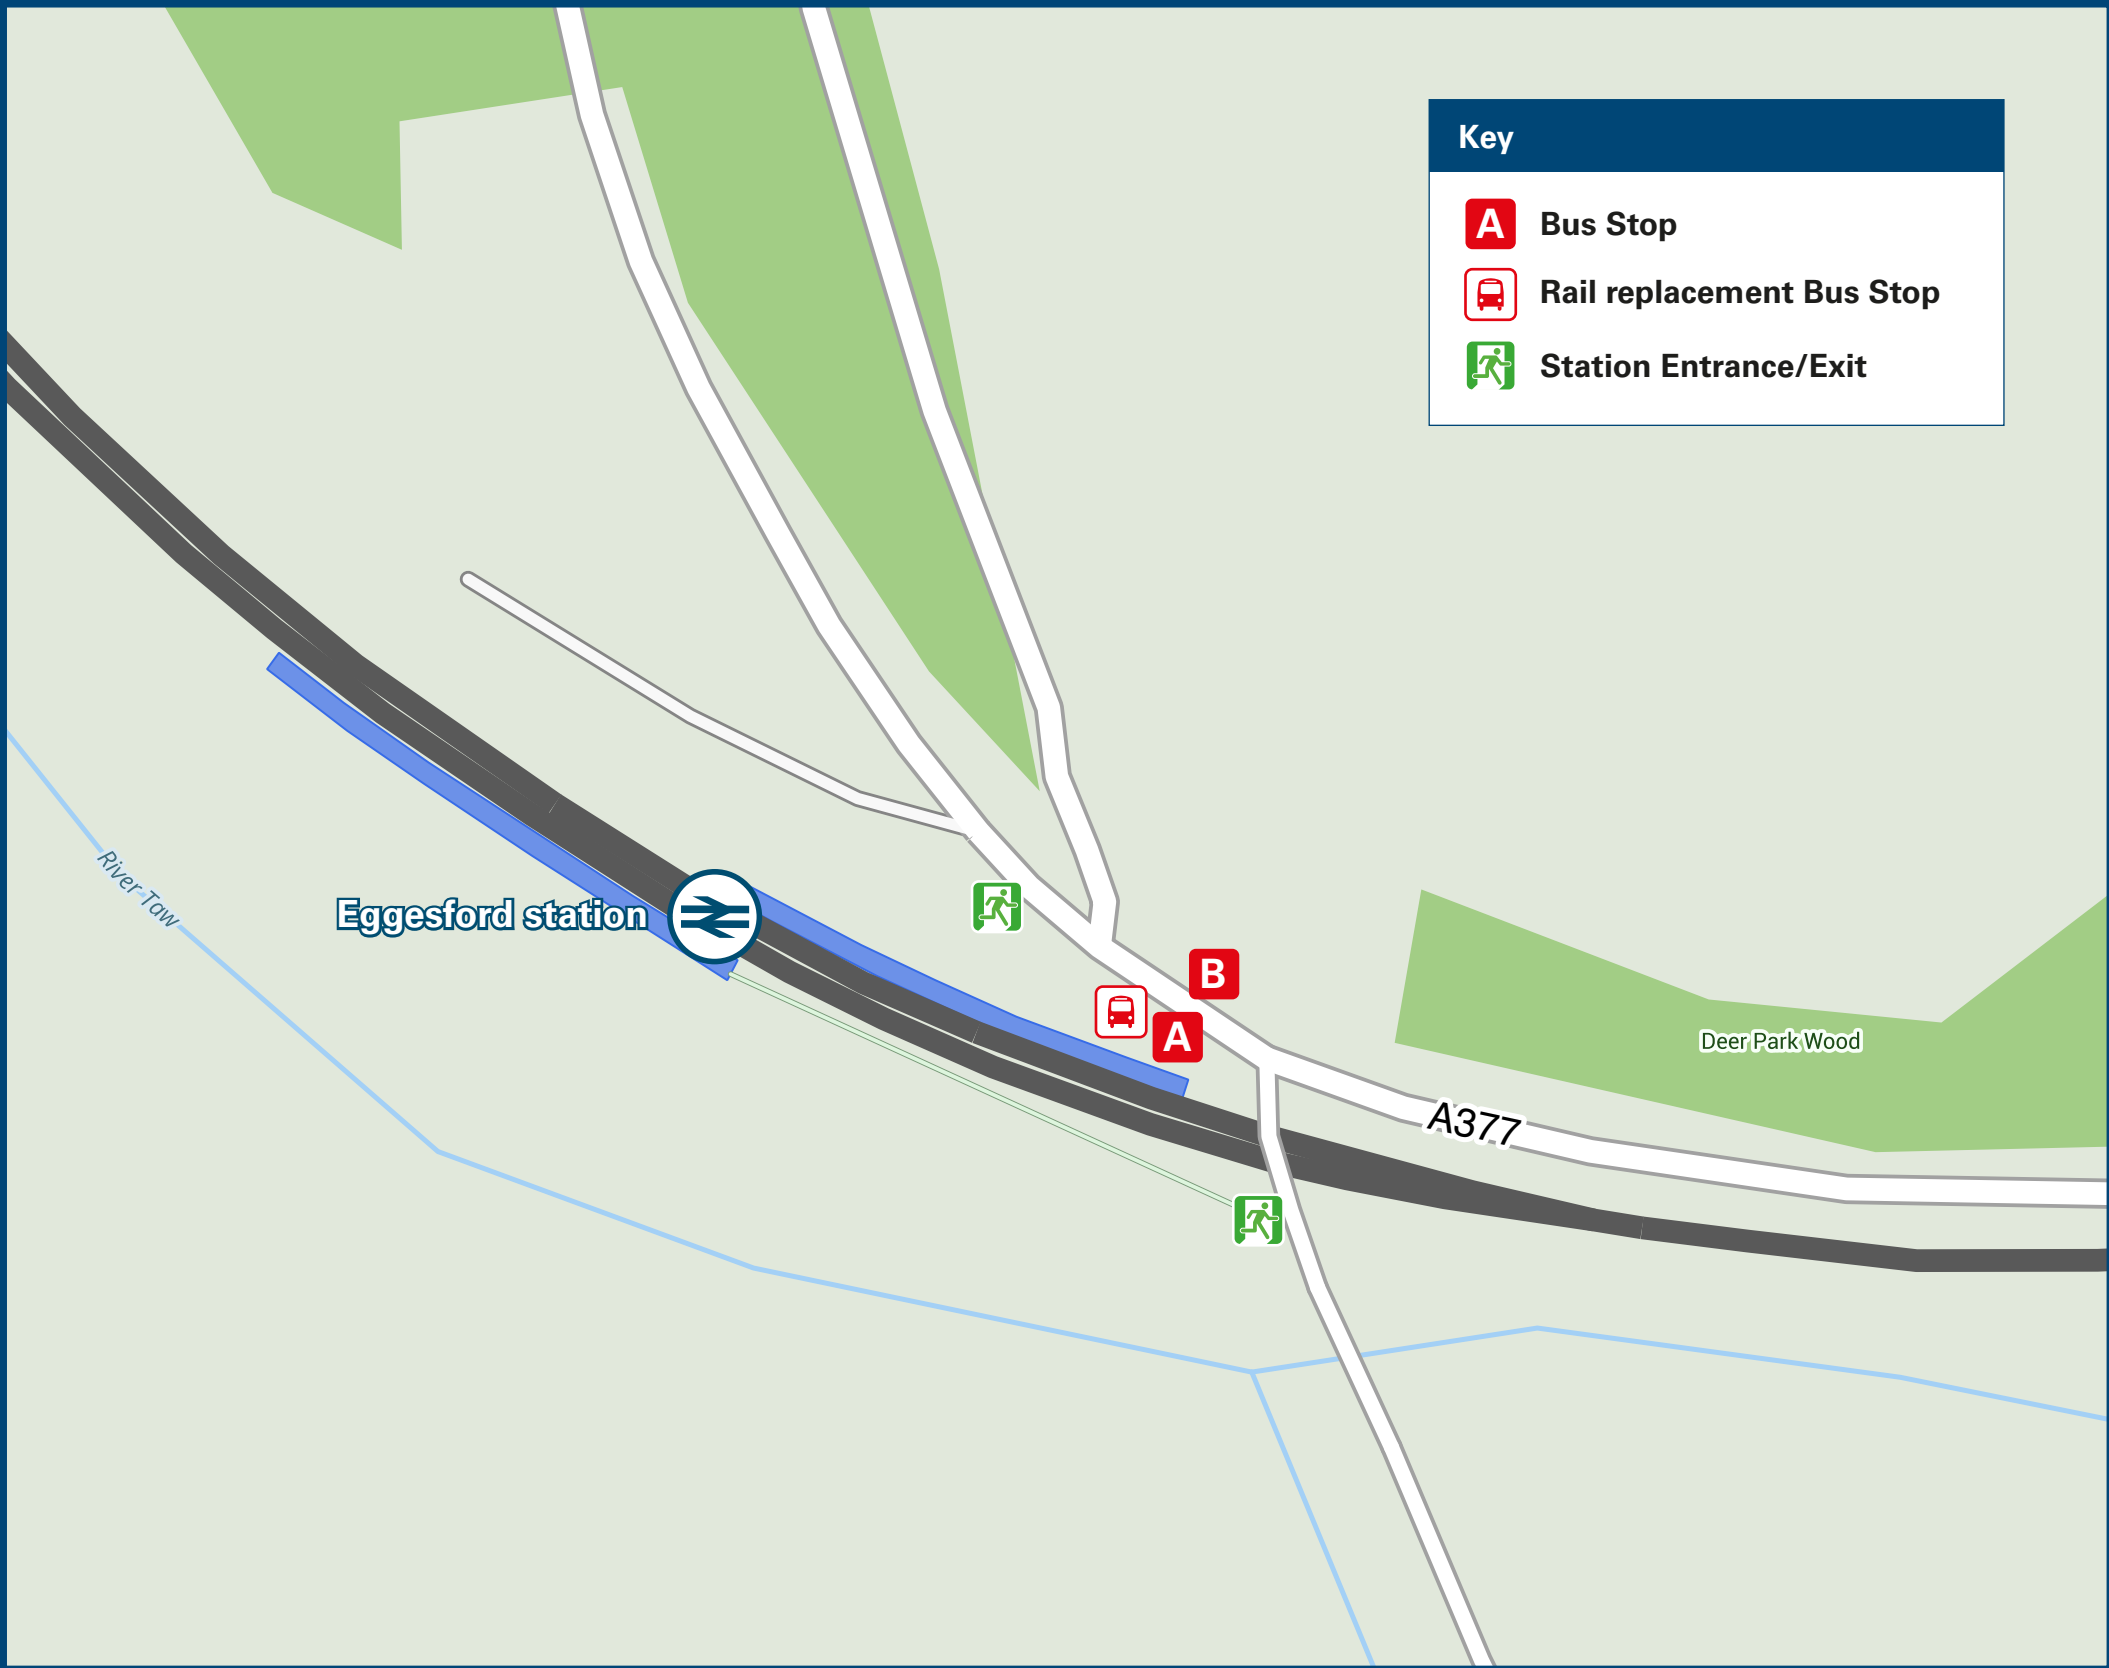 Key
A Bus Stop
Rail replacement Bus Stop
Station Entrance/Exit
River Taw
Eggesford station
B
A
Deer Park Wood
A377